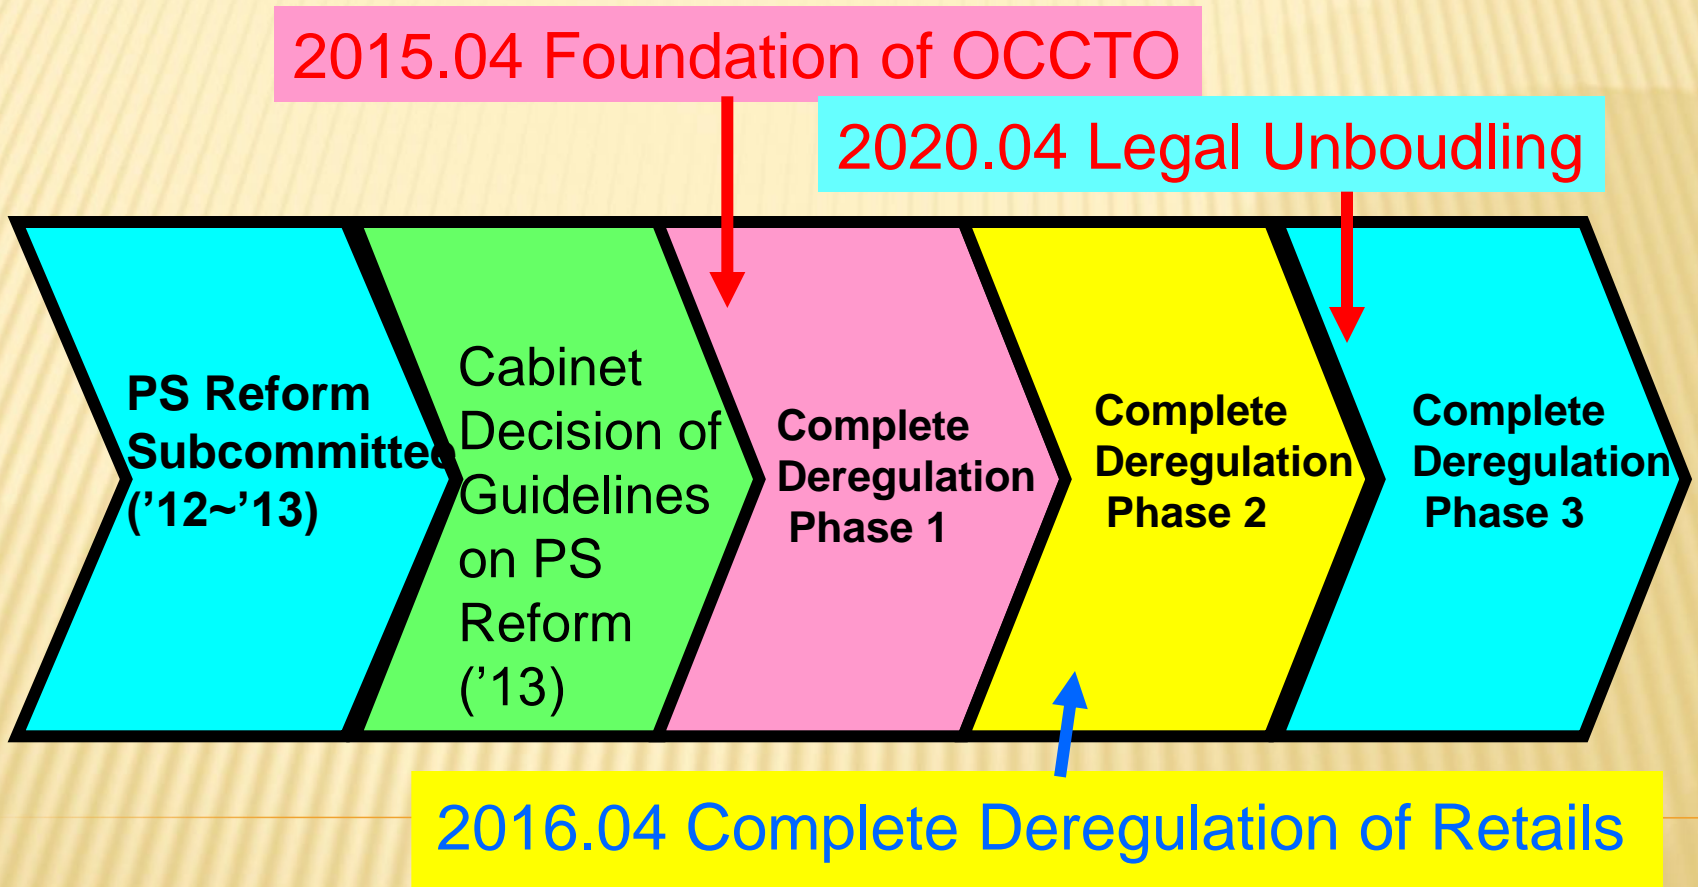 2015.04 Foundation of OCCTO
2020.04 Legal Unboudling
PS Reform
Subcommittee
(’12~’13)
Cabinet
Decision of
Guidelines
on PS
Reform
(’13)
Complete
Deregulation
Phase 1
Complete
Deregulation
Phase 2
Complete
Deregulation
Phase 3
2016.04 Complete Deregulation of Retails